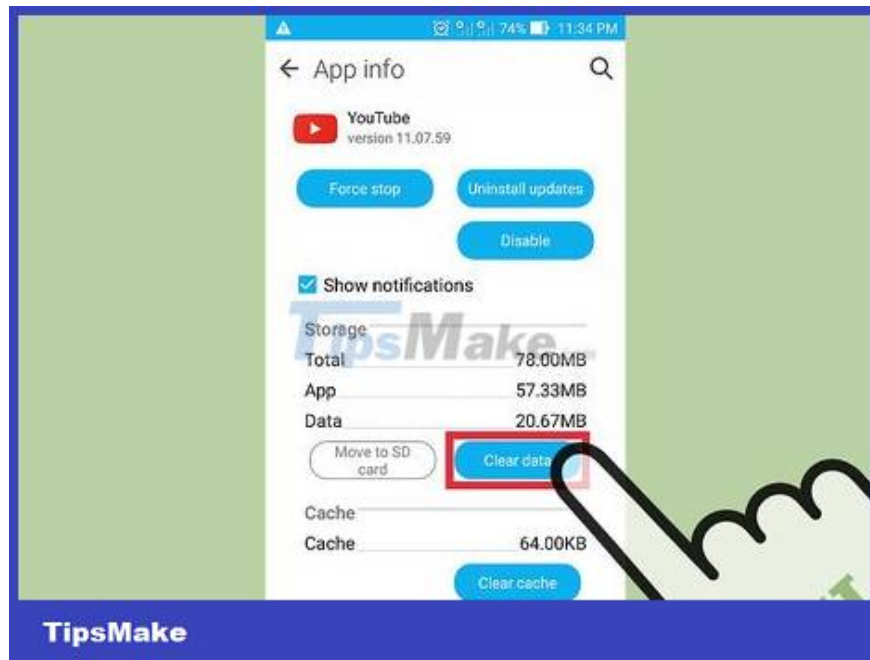 74% 11:34 PM
App info
YouTube
version 11.07.59
Force stop
Uninstall updates
Disable
Show notifications
Storage
TipsMake
Total 78.00MB
App 57.33MB
Data 20.67MB
Move to SD
card
Clear data
Cache
Cache 64.00KB
Clear cache
TipsMake